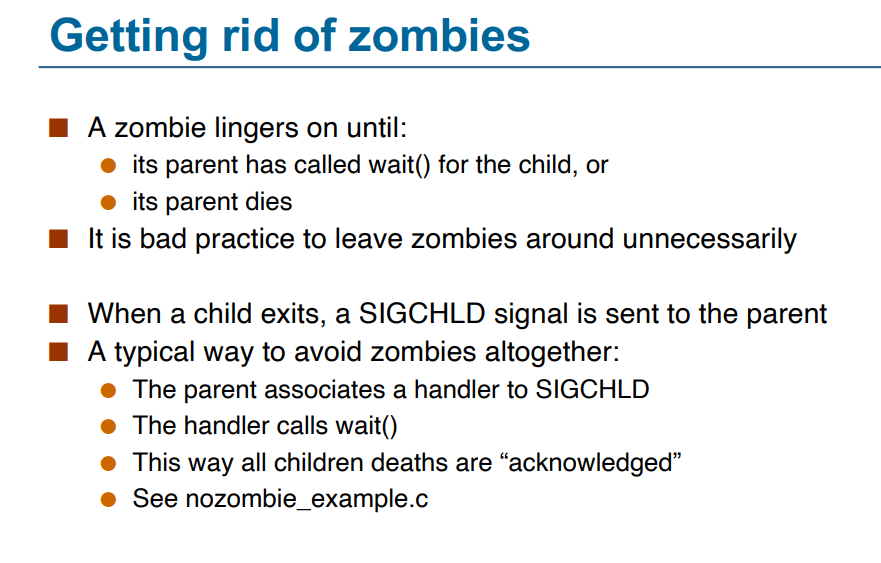 Getting rid of zombies
A zombie lingers on until:
its parent has called wait() for the child, or
its parent dies
It is bad practice to leave zombies around unnecessarily
When a child exits, a SIGCHLD signal is sent to the parent
A typical way to avoid zombies altogether:
The parent associates a handler to SIGCHLD
The handler calls wait()
This way all children deaths are “acknowledged”
See nozombie_example.c